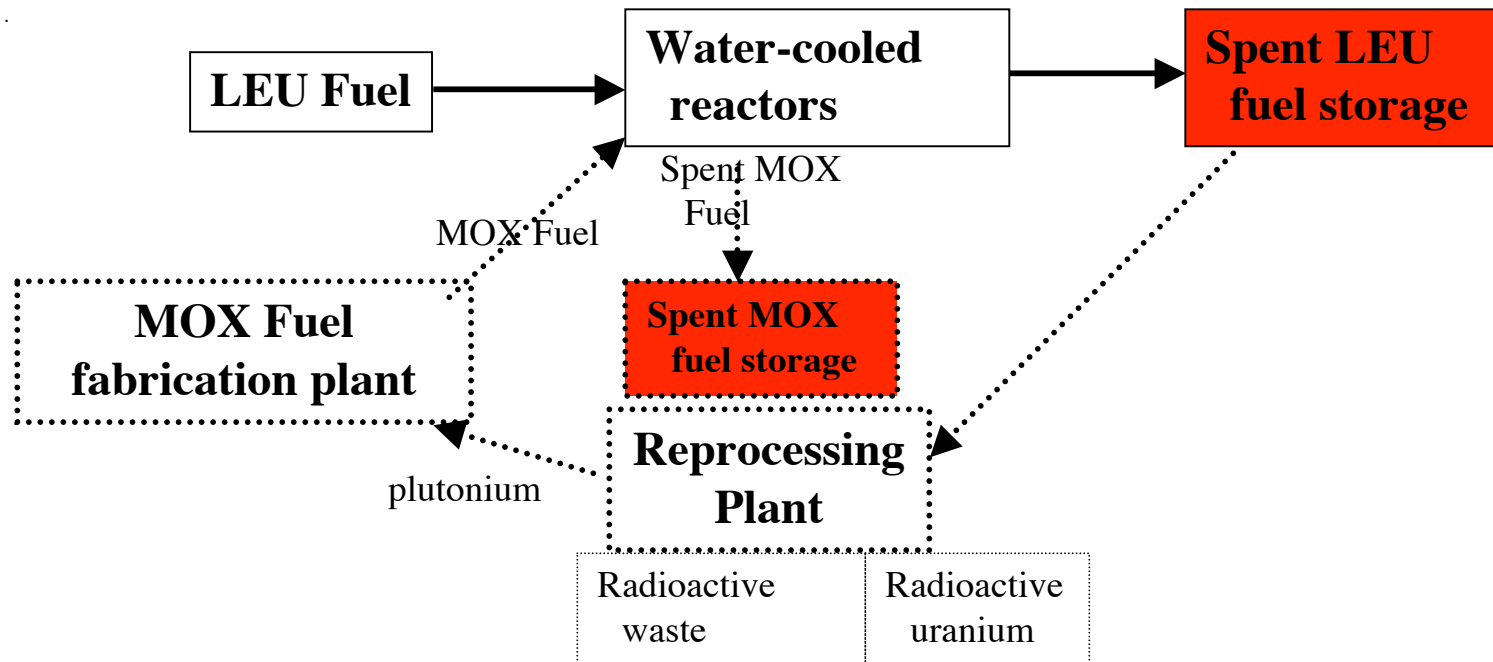 LEU Fuel
Water-cooled
reactors
Spent LEU
fuel storage
Spent MOX
Fuel
MOX Fuel
MOX Fuel
fabrication plant
Spent MOX
fuel storage
Reprocessing
Plant
plutonium
Radioactive
waste
Radioactive
uranium